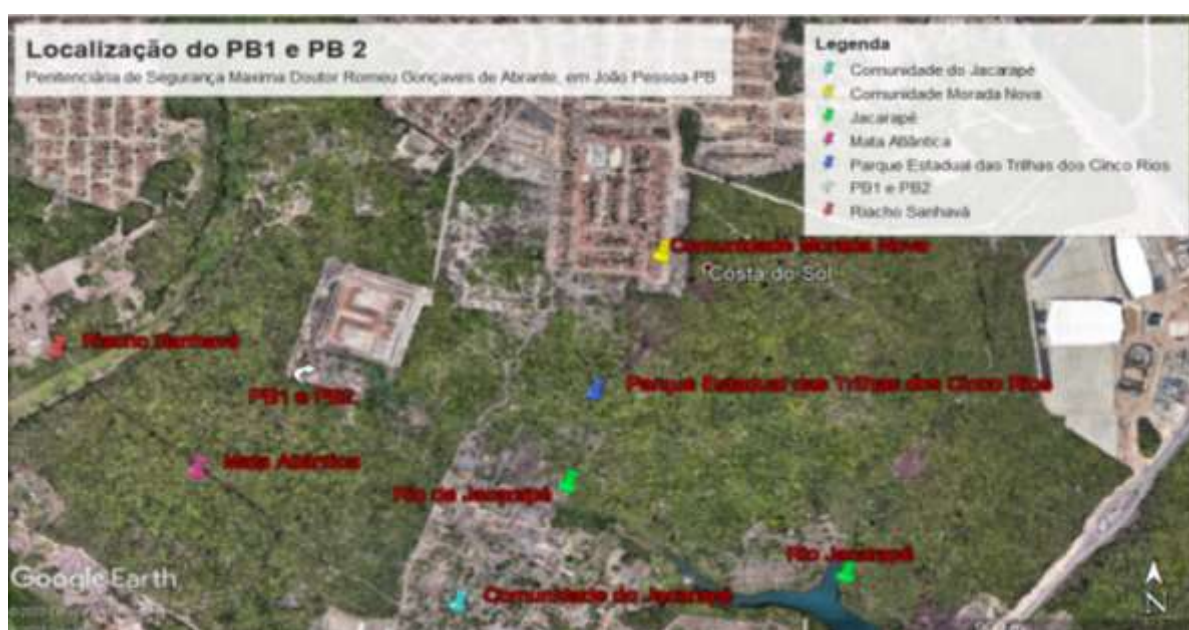 Localização do PB1 e PB 2
Penitenciária de Segurança Maxima Doutor Romeu Gonçaves de Abrante, em João Pessoa-PB
Legenda
Comunidade do Jacarapé
Comunidade Morada Nova
Jacarapé
Mata Atlântica
Parque Estadual das Trilhas dos Cinco Rios
PB1 e PB2
Riacho Sanhavã
Comunidade Morada Nova
Costa do Sol
Riacho Sanhavã
Parque Estadual das Trilhas dos Cinco Rios
PB1 e PB2
Mata Atlântica
Rio de Jacarapé
Rio Jacarapé
Google Earth
Comunidade do Jacarapé
N